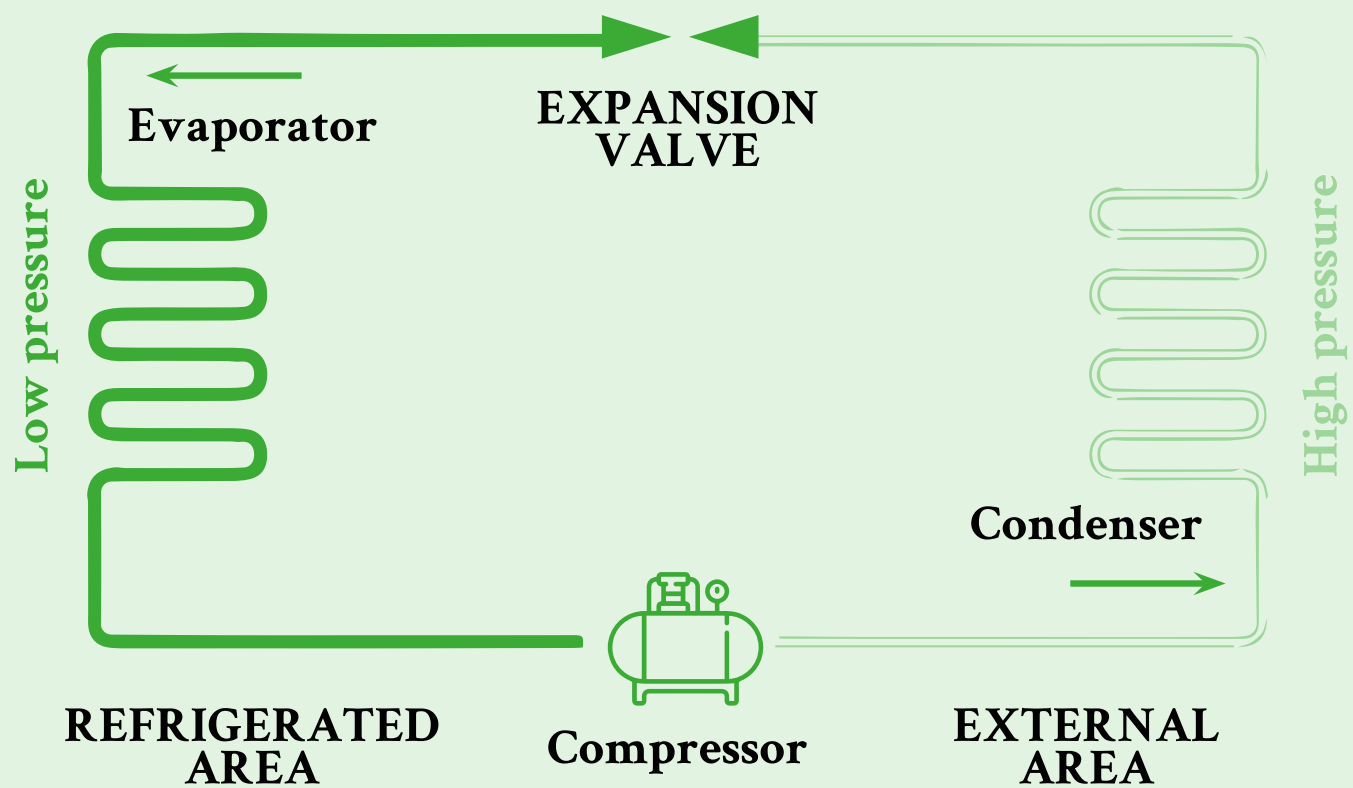 Evaporator
EXPANSION
VALVE
Low pressure
High pressure
Condenser
REFRIGERATED
AREA
Compressor
EXTERNAL
AREA